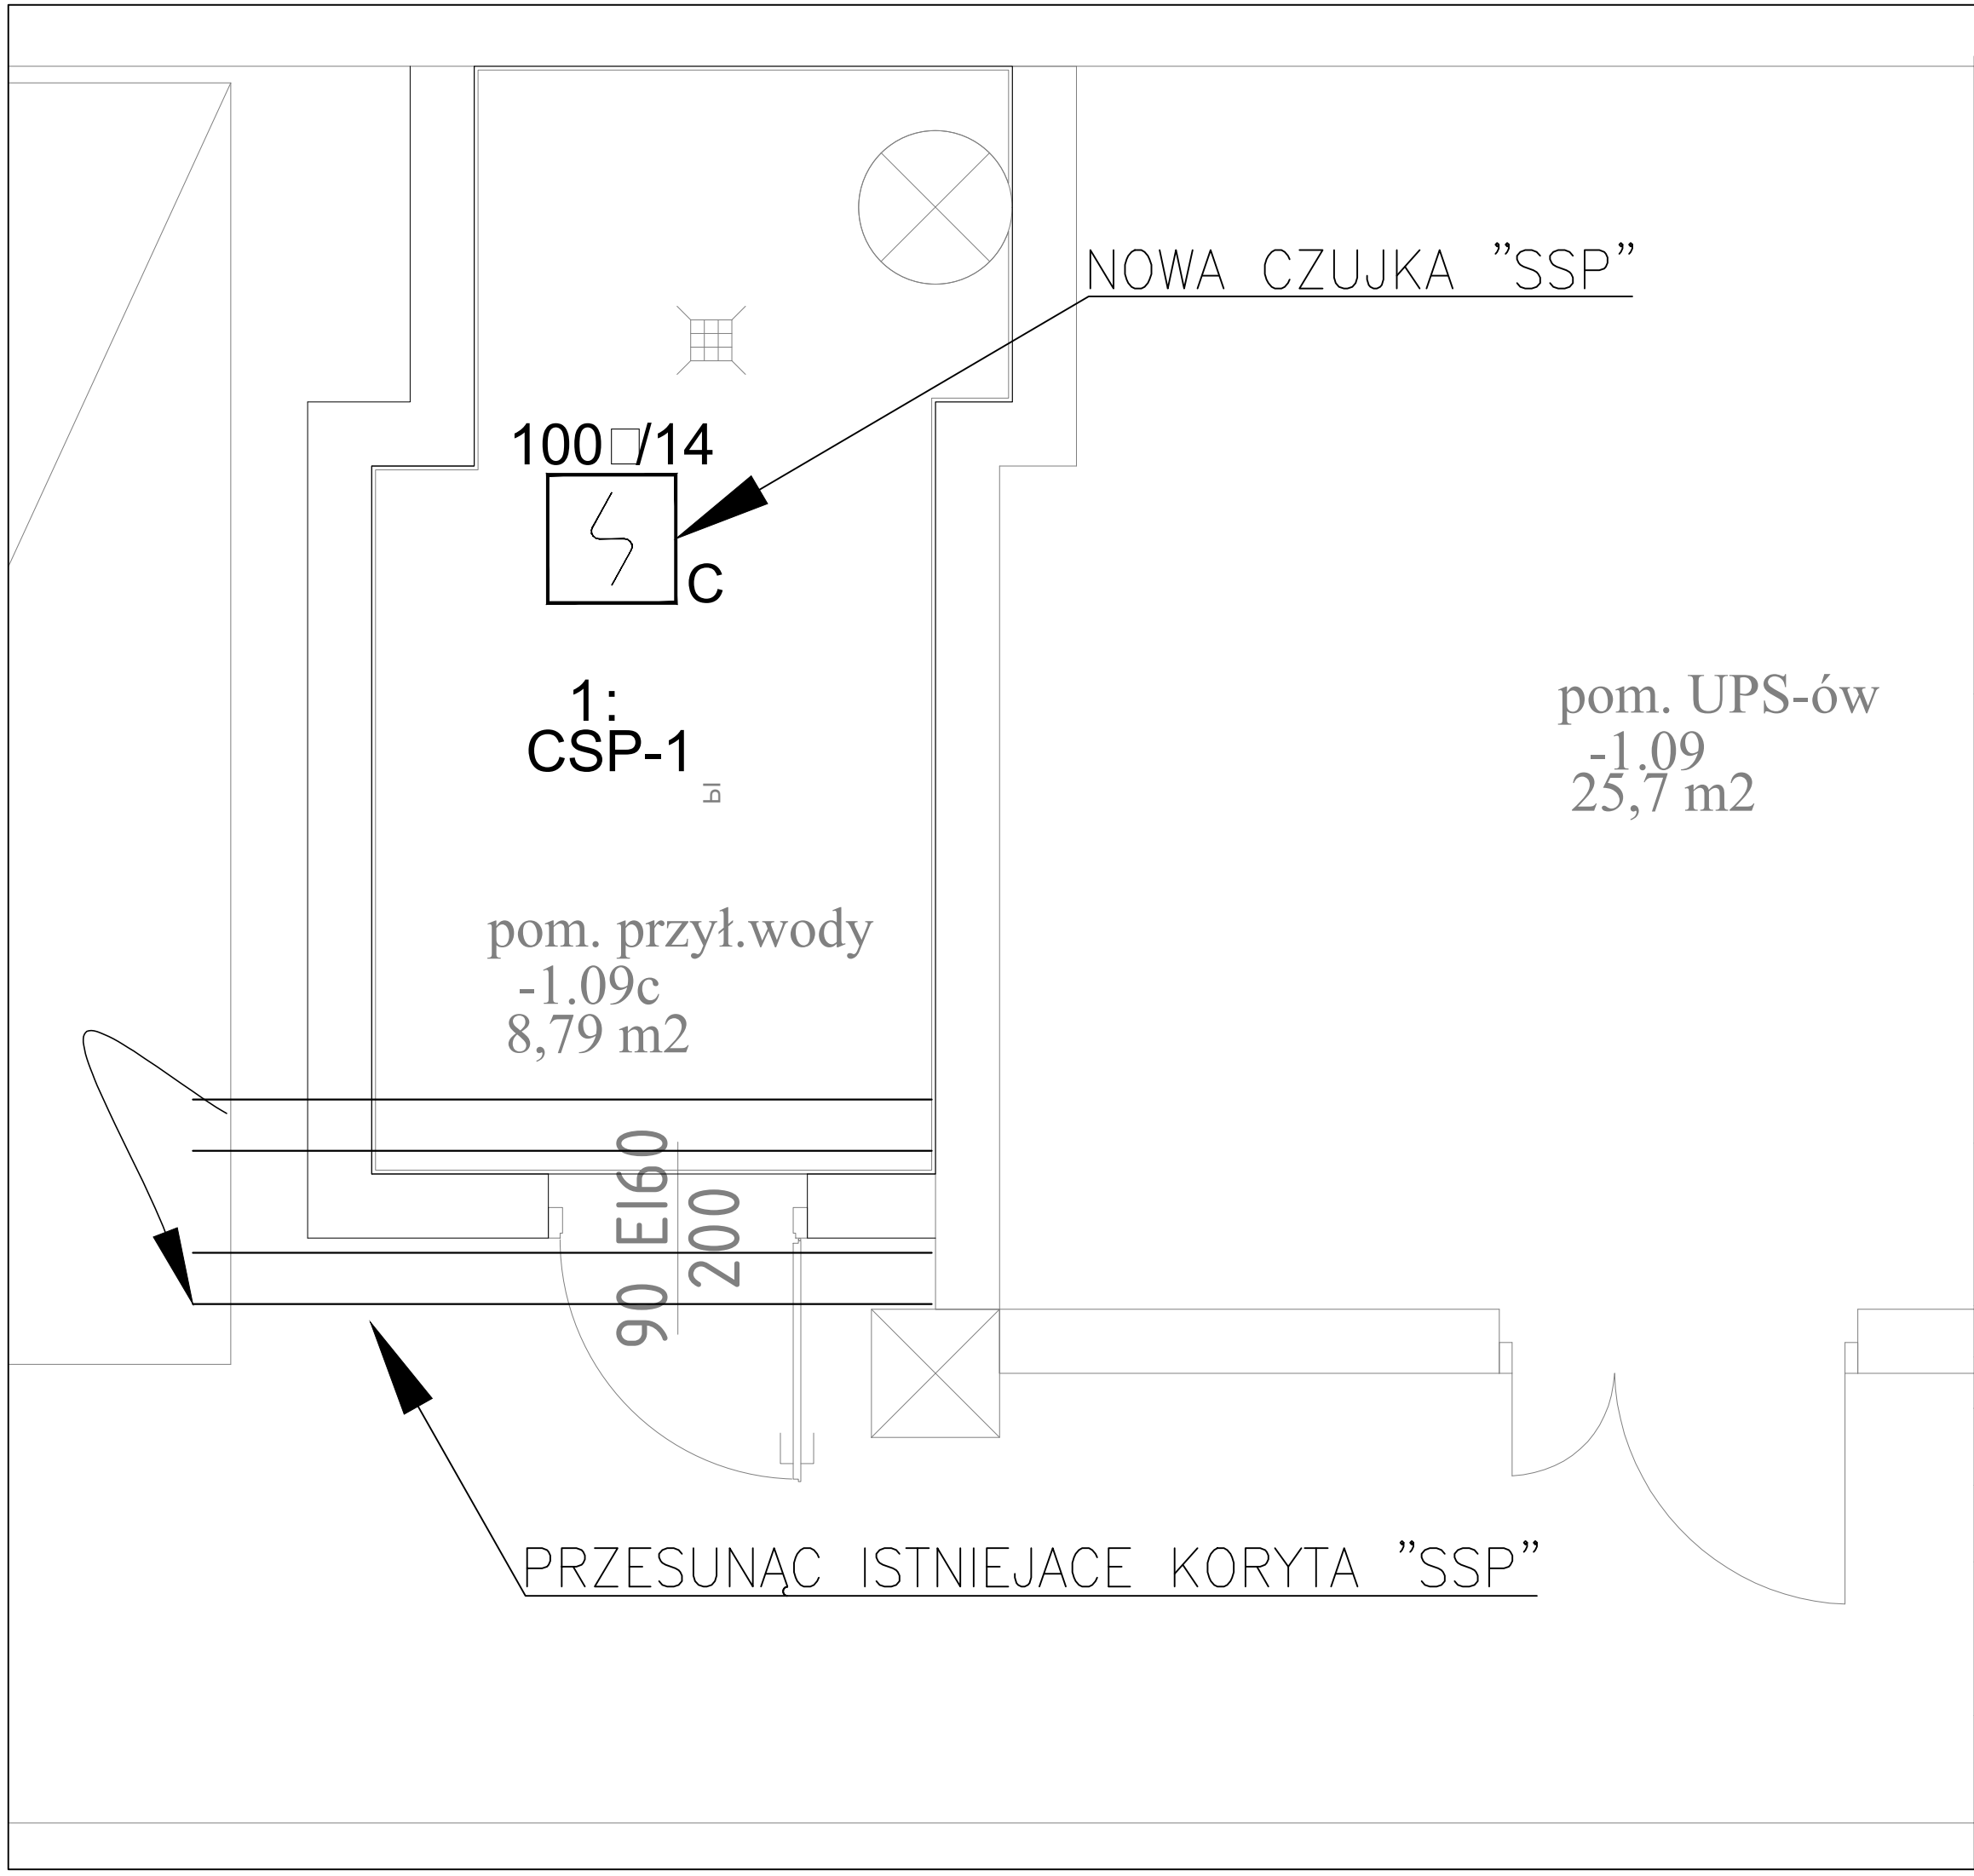 NOWA CZUJKA "SSP"
100□/14
C
1:
CSP-1
pom. UPS-ów
-1.09
25,7 m2
pom. przył.wody
-1.09c
8,79 m2
90 EI60
200
PRZESUNĄC ISTNIEJACE KORYTA "SSP"